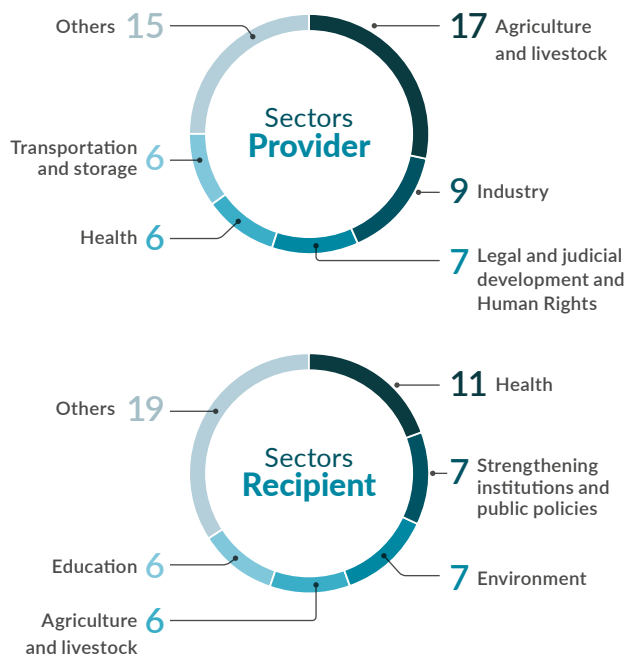 Others 15
17 Agriculture
and livestock
Sectors
Provider
Transportation
and storage 6
9 Industry
Health 6
7 Legal and judicial
development and
Human Rights
Others 19
11 Health
Sectors
Recipient
7 Strengthening
institutions and
public policies
Education 6
7 Environment
Agriculture 6
and livestock